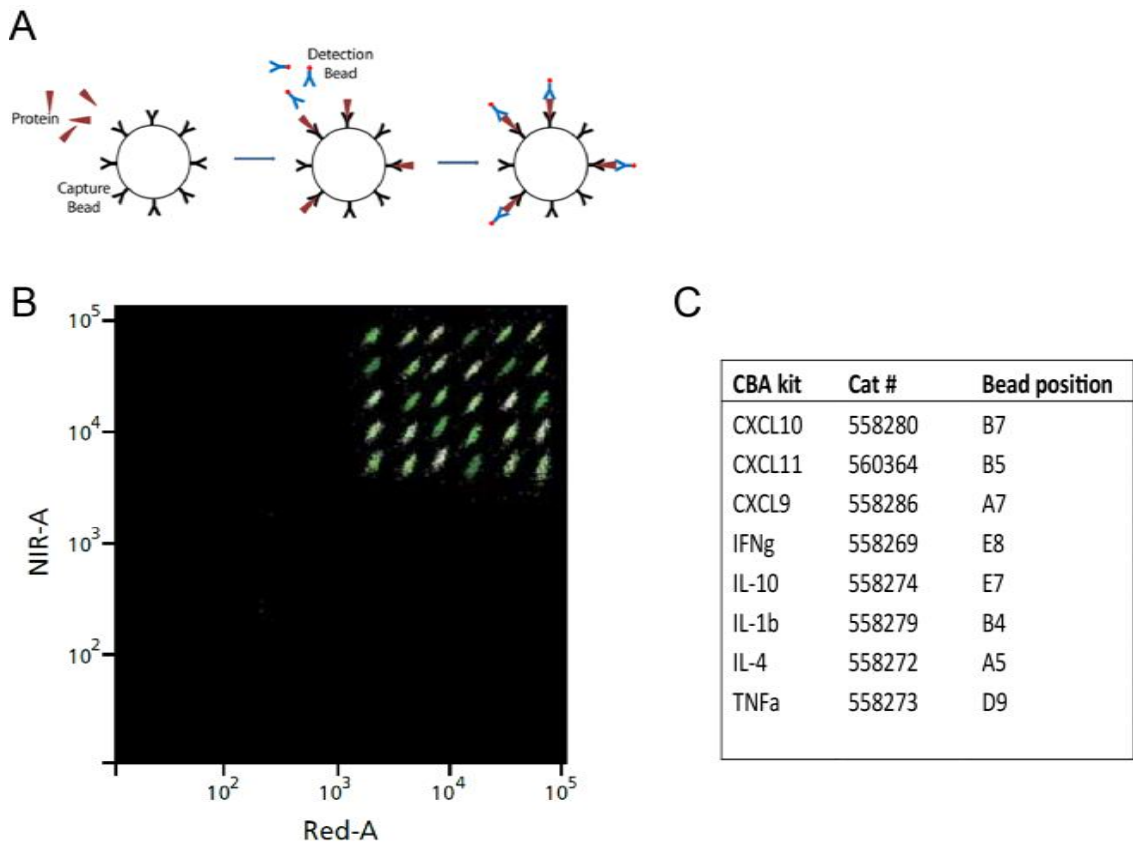 A
Detection
Bead
Protein
Capture
Bead
B
10^5
10^4
10^3
10^2
NIR-A
10^2 10^3 10^4 10^5
Red-A
C
CBA kit Cat # Bead position
CXCL10 558280 B7
CXCL11 560364 B5
CXCL9 558286 A7
IFNg 558269 E8
IL-10 558274 E7
IL-1b 558279 B4
IL-4 558272 A5
TNFa 558273 D9